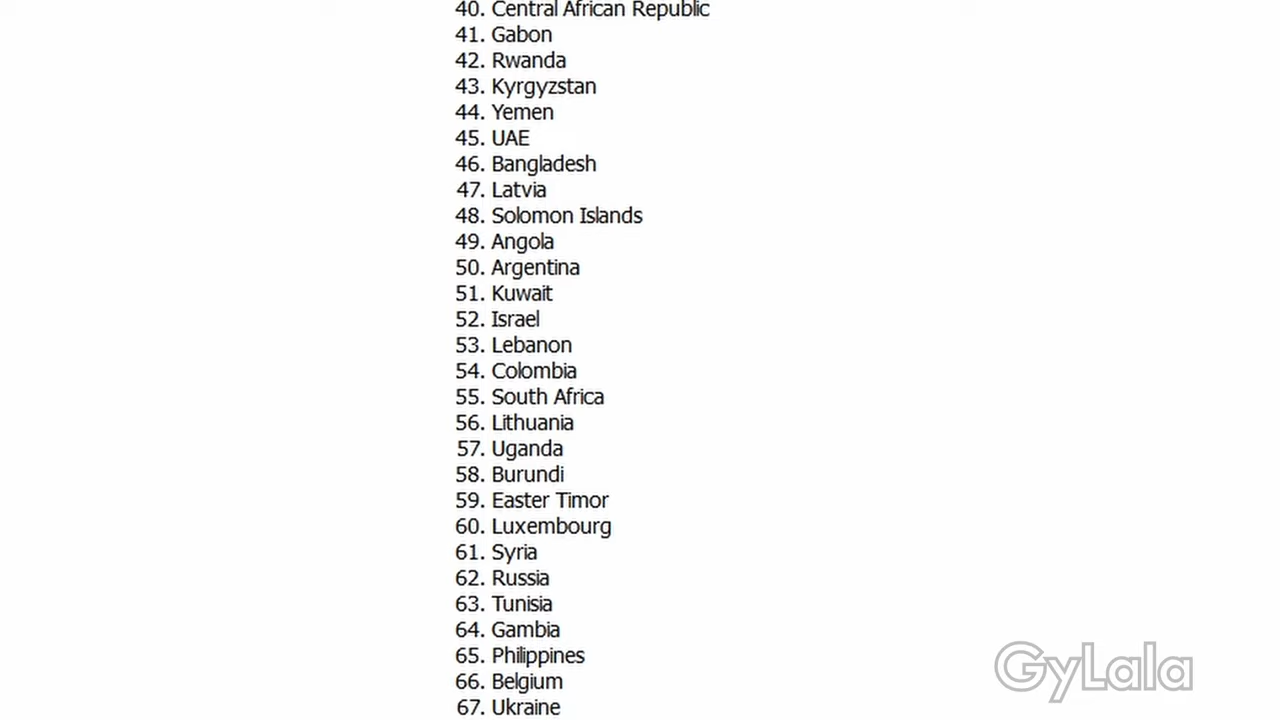 40. Central African Republic
41. Gabon
42. Rwanda
43. Kyrgyzstan
44. Yemen
45. UAE
46. Bangladesh
47. Latvia
48. Solomon Islands
49. Angola
50. Argentina
51. Kuwait
52. Israel
53. Lebanon
54. Colombia
55. South Africa
56. Lithuania
57. Uganda
58. Burundi
59. Easter Timor
60. Luxembourg
61. Syria
62. Russia
63. Tunisia
64. Gambia
65. Philippines
66. Belgium
67. Ukraine
GyLala